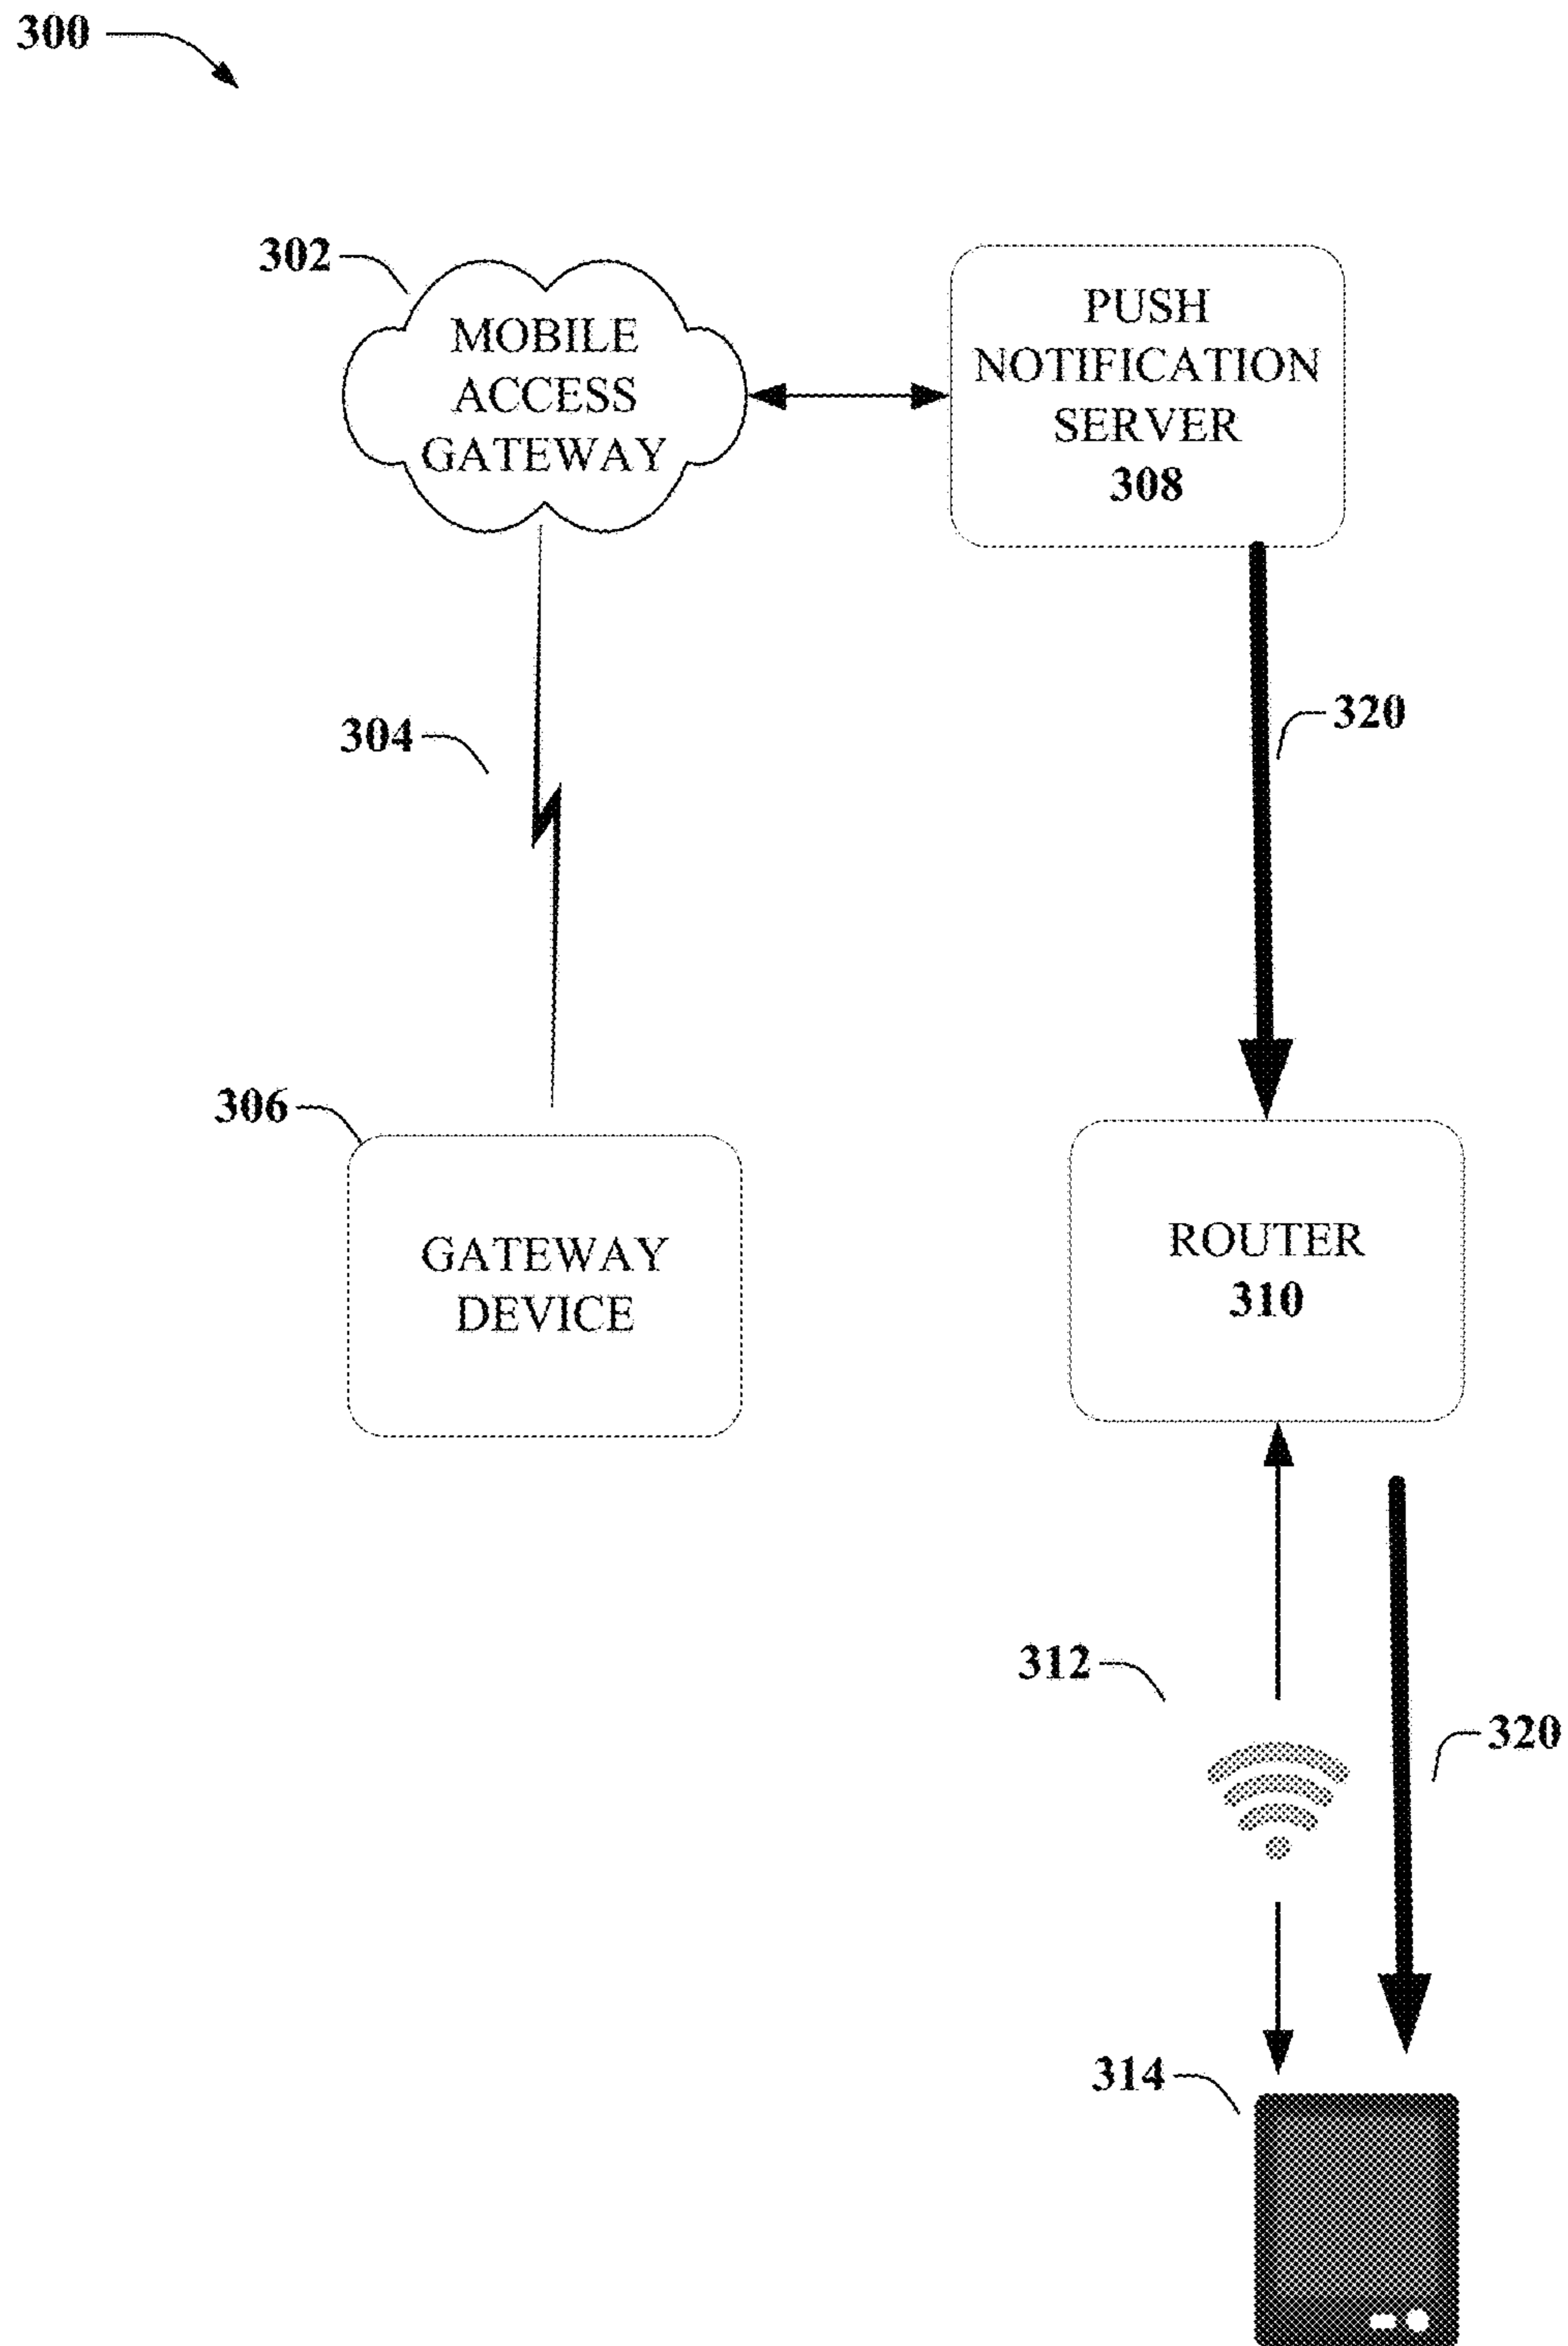 300
302
MOBILE
ACCESS
GATEWAY
PUSH
NOTIFICATION
SERVER
308
304
320
306
GATEWAY
DEVICE
ROUTER
310
312
320
314